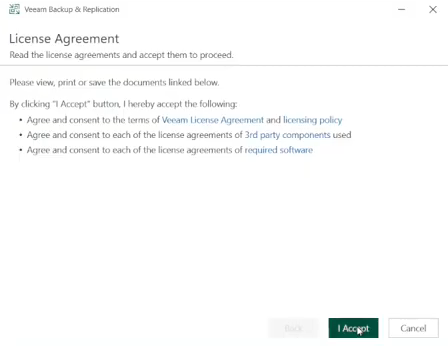 Veeam Backup & Replication
License Agreement
Read the license agreements and accept them to proceed.
Please view, print or save the documents linked below.
By clicking "I Accept" button, I hereby accept the following:
• Agree and consent to the terms of Veeam License Agreement and licensing policy
• Agree and consent to each of the license agreements of 3rd party components used
• Agree and consent to each of the license agreements of required software
Back I Accept Cancel